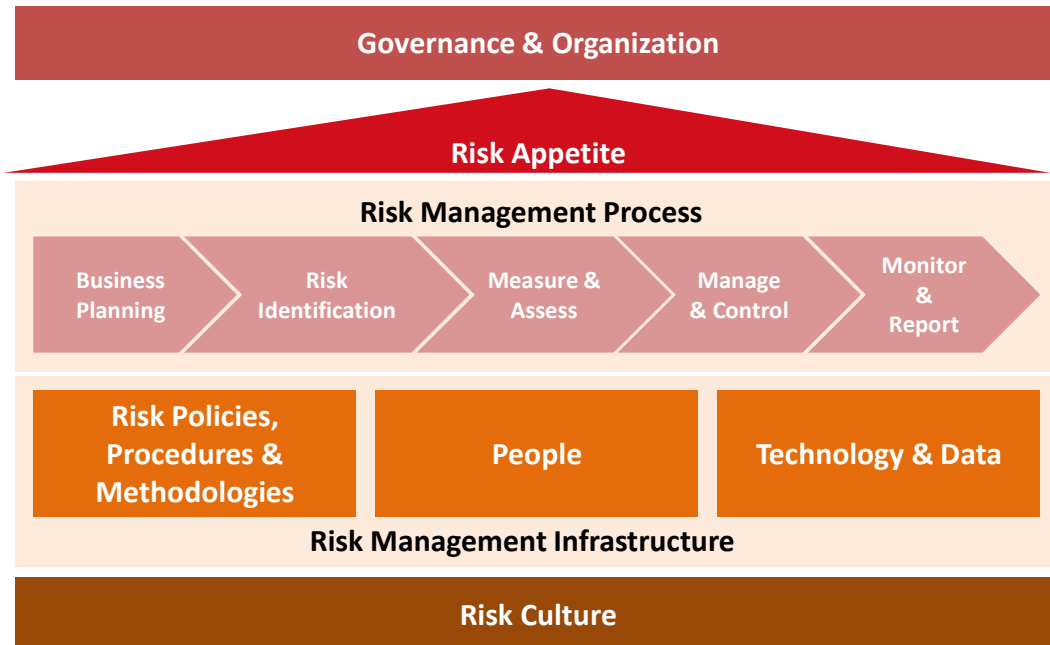 Governance & Organization
Risk Appetite
Risk Management Process
Business
Planning
Risk
Identification
Measure &
Assess
Manage
& Control
Monitor
&
Report
Risk Policies,
Procedures &
Methodologies
People
Technology & Data
Risk Management Infrastructure
Risk Culture